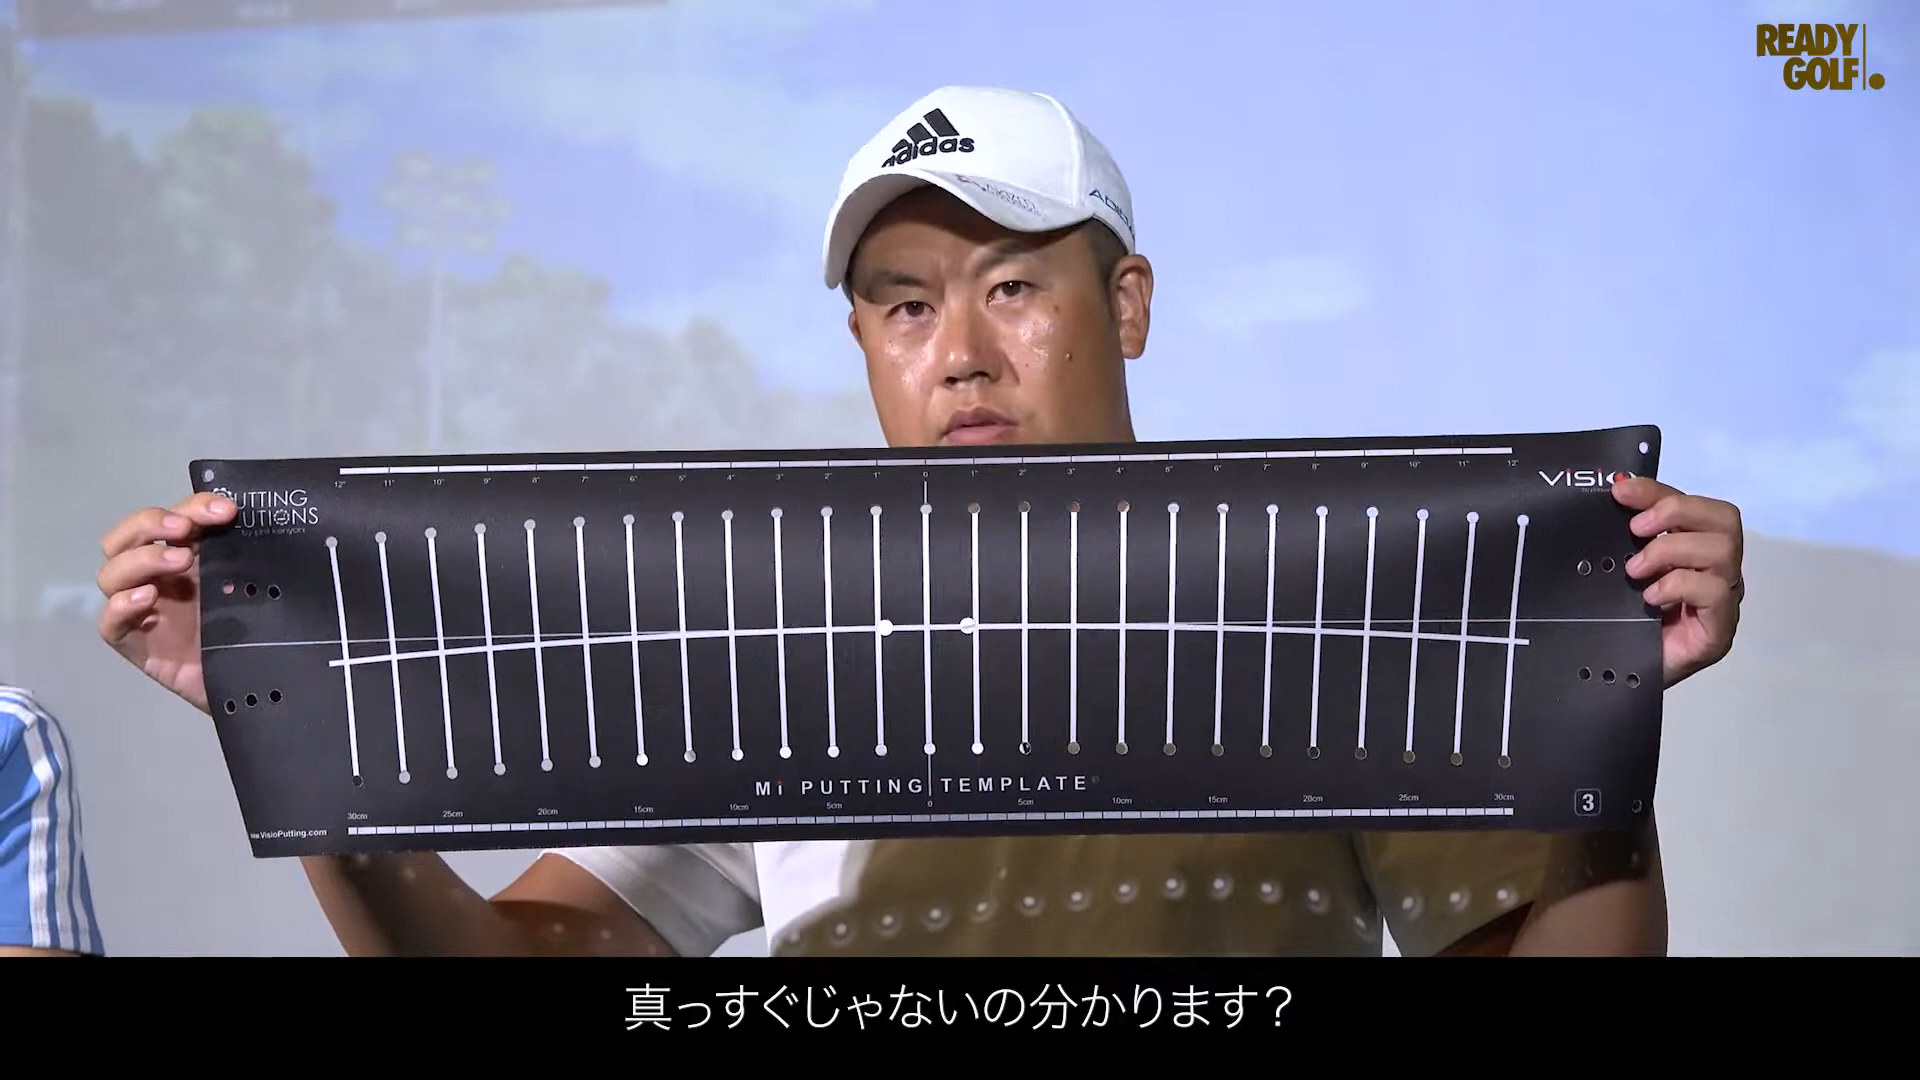 READY
GOLF
adidas
PUTTING
by phil kenyon
12" 11" 10" 9" 8" 7" 6" 5" 4" 3" 2" 1" 0 1" 2" 3" 4" 5" 6" 7" 8" 9" 10" 11" 12"
Mi PUTTING TEMPLATE
30cm 25cm 20cm 15cm 10cm 5cm 0 5cm 10cm 15cm 20cm 25cm 30cm
www.VisioPutting.com
3
真っすぐじゃないの分かります?